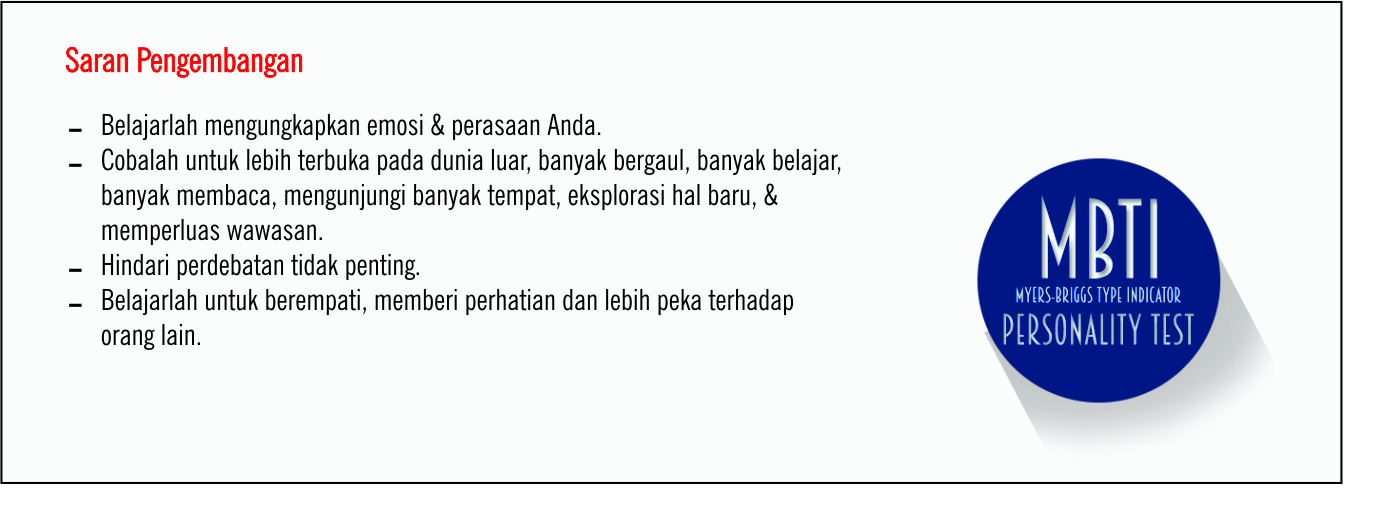 Saran Pengembangan
- Belajarlah mengungkapkan emosi & perasaan Anda.
- Cobalah untuk lebih terbuka pada dunia luar, banyak bergaul, banyak belajar,
banyak membaca, mengunjungi banyak tempat, eksplorasi hal baru, &
memperluas wawasan.
- Hindari perdebatan tidak penting.
- Belajarlah untuk berempati, memberi perhatian dan lebih peka terhadap
orang lain.
MBTI
MYERS-BRIGGS TYPE INDICATOR
PERSONALITY TEST